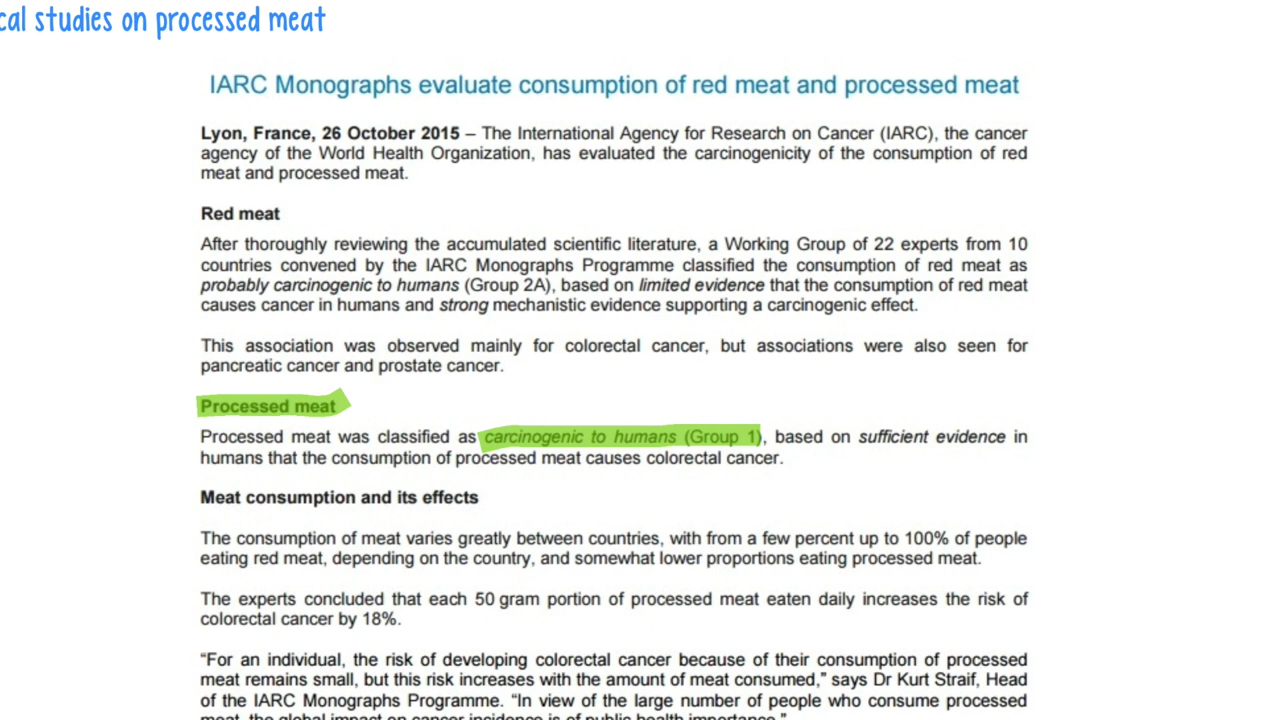 cal studies on processed meat
IARC Monographs evaluate consumption of red meat and processed meat
Lyon, France, 26 October 2015 – The International Agency for Research on Cancer (IARC), the cancer
agency of the World Health Organization, has evaluated the carcinogenicity of the consumption of red
meat and processed meat.
Red meat
After thoroughly reviewing the accumulated scientific literature, a Working Group of 22 experts from 10
countries convened by the IARC Monographs Programme classified the consumption of red meat as
probably carcinogenic to humans (Group 2A), based on limited evidence that the consumption of red meat
causes cancer in humans and strong mechanistic evidence supporting a carcinogenic effect.
This association was observed mainly for colorectal cancer, but associations were also seen for
pancreatic cancer and prostate cancer.
Processed meat
Processed meat was classified as carcinogenic to humans (Group 1), based on sufficient evidence in
humans that the consumption of processed meat causes colorectal cancer.
Meat consumption and its effects
The consumption of meat varies greatly between countries, with from a few percent up to 100% of people
eating red meat, depending on the country, and somewhat lower proportions eating processed meat.
The experts concluded that each 50 gram portion of processed meat eaten daily increases the risk of
colorectal cancer by 18%.
“For an individual, the risk of developing colorectal cancer because of their consumption of processed
meat remains small, but this risk increases with the amount of meat consumed,” says Dr Kurt Straif, Head
of the IARC Monographs Programme. “In view of the large number of people who consume processed
meat, the global impact on cancer incidence is of public health importance.”